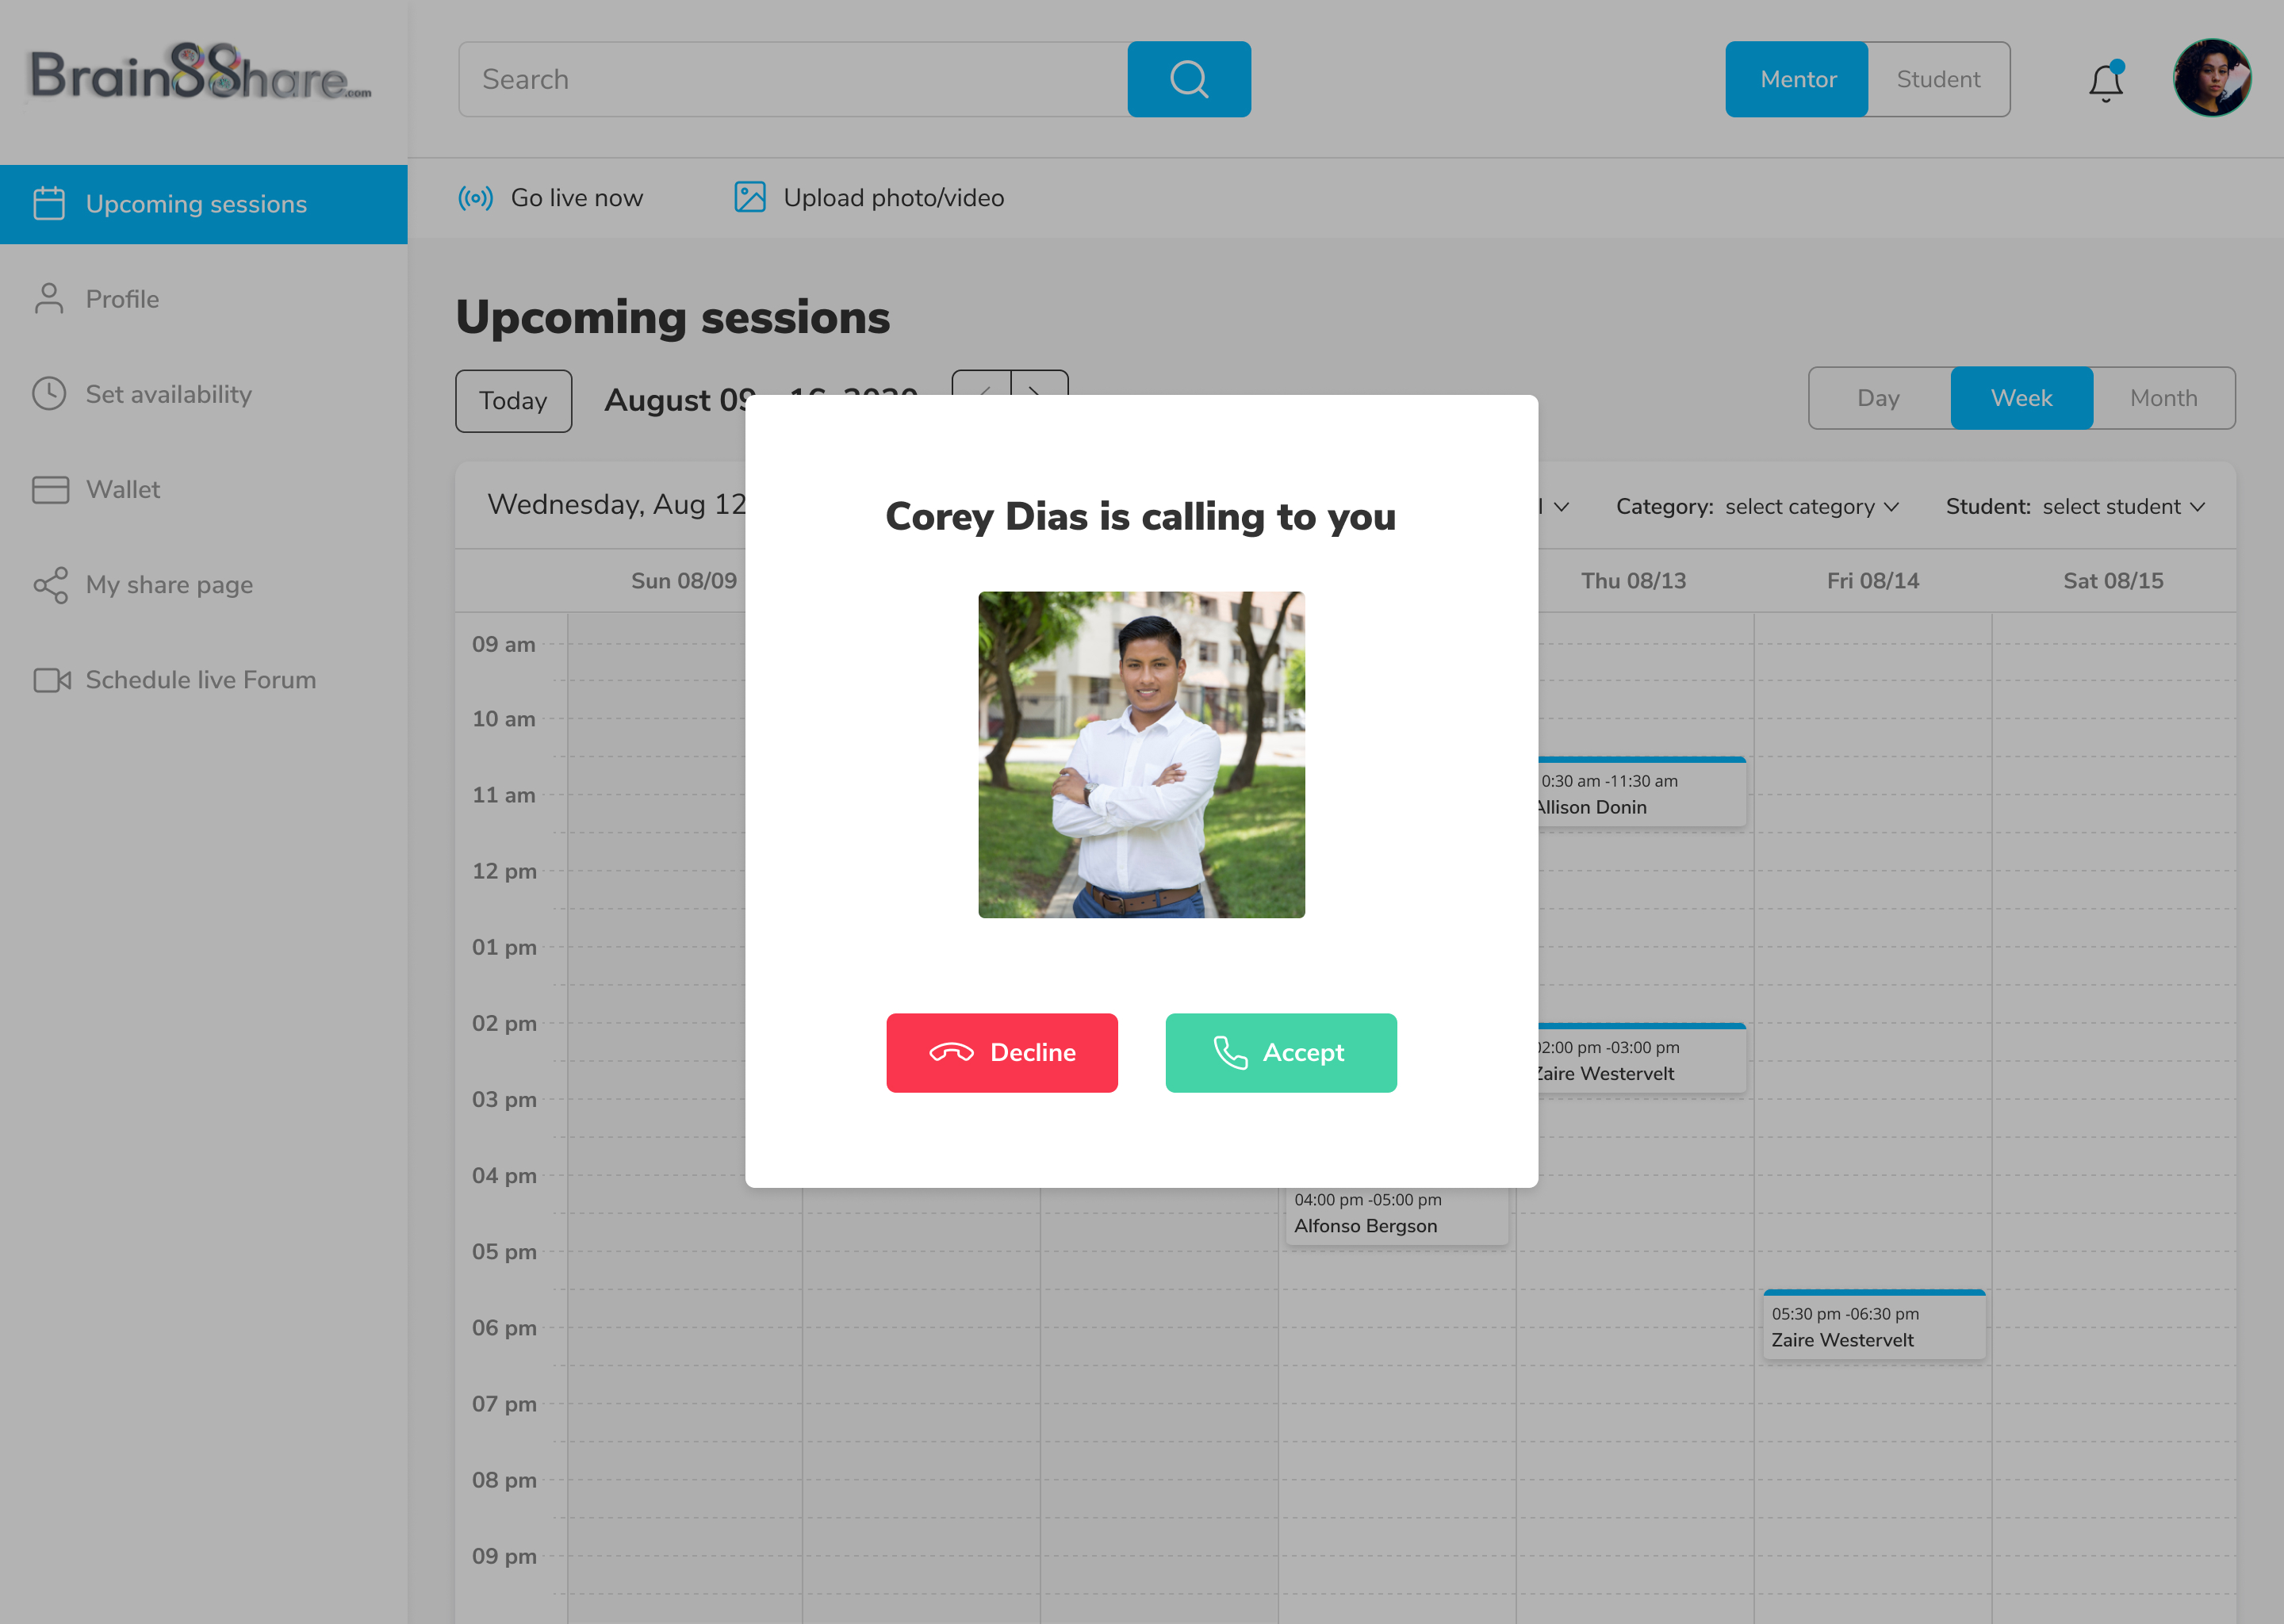 BrainSShare.com
Search
Mentor
Student
Upcoming sessions
Go live now
Upload photo/video
Profile
Set availability
Wallet
My share page
Schedule live Forum
Upcoming sessions
Today
August 09 - 16, 2020
Day
Week
Month
Wednesday, Aug 12
Category: select category
Student: select student
Sun 08/09
Thu 08/13
Fri 08/14
Sat 08/15
09 am
10 am
11 am
12 pm
01 pm
02 pm
03 pm
04 pm
05 pm
06 pm
07 pm
08 pm
09 pm
Corey Dias is calling to you
Decline
Accept
0:30 am -11:30 am
Allison Donin
02:00 pm -03:00 pm
Zaire Westervelt
04:00 pm -05:00 pm
Alfonso Bergson
05:30 pm -06:30 pm
Zaire Westervelt